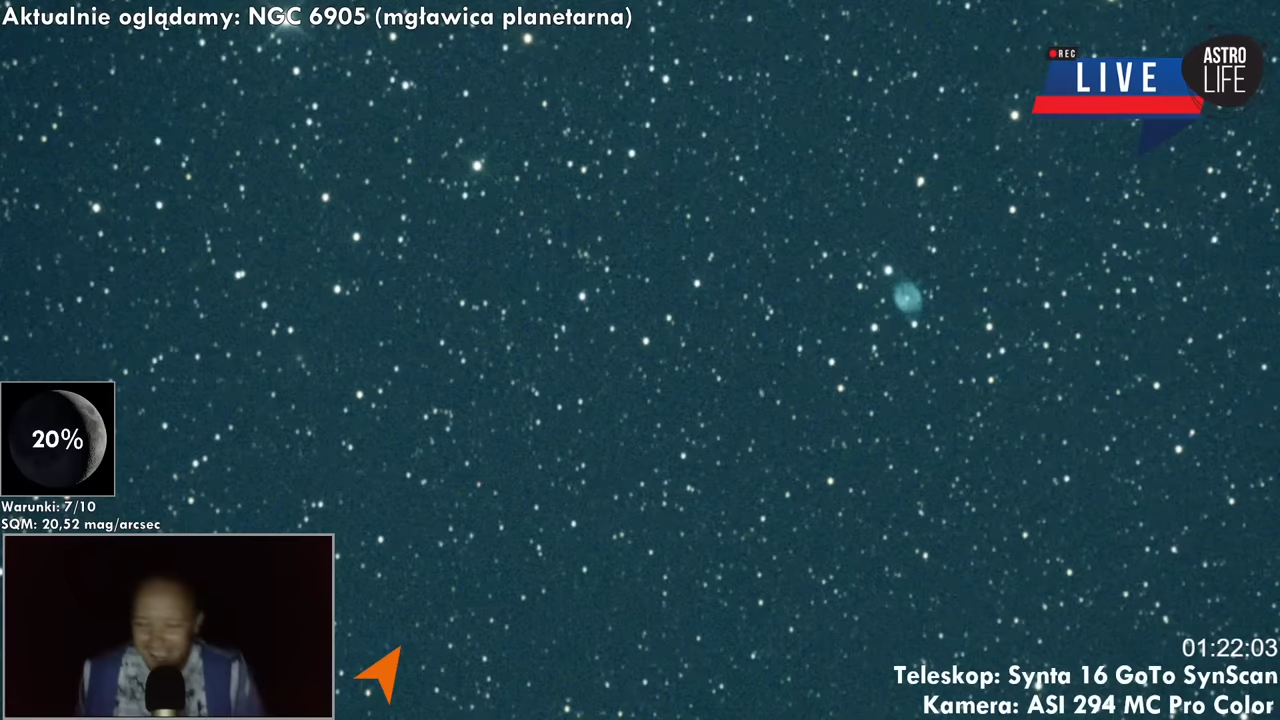 Aktualnie oglądamy: NGC 6905 (mgławica planetarna)
REC
LIVE
ASTRO
LIFE
20%
Warunki: 7/10
SQM: 20,52 mag/arcsec
01:22:03
Teleskop: Synta 16 GoTo SynScan
Kamera: ASI 294 MC Pro Color